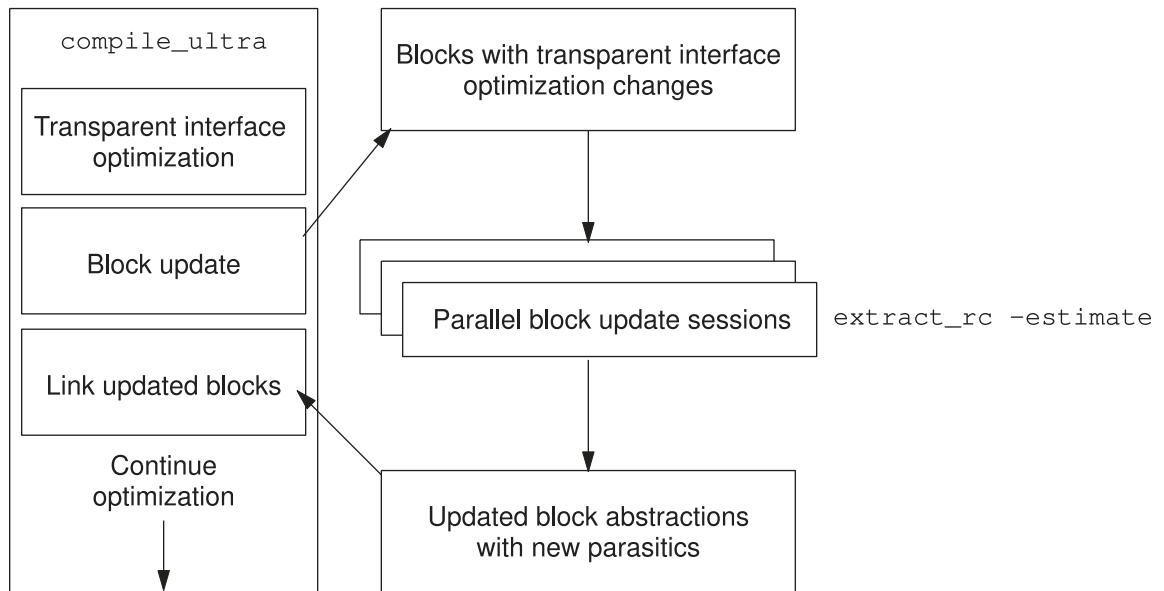 compile_ultra
Transparent interface
optimization
Block update
Link updated blocks
Continue
optimization
Blocks with transparent interface
optimization changes
Parallel block update sessions
extract_rc −estimate
Updated block abstractions
with new parasitics